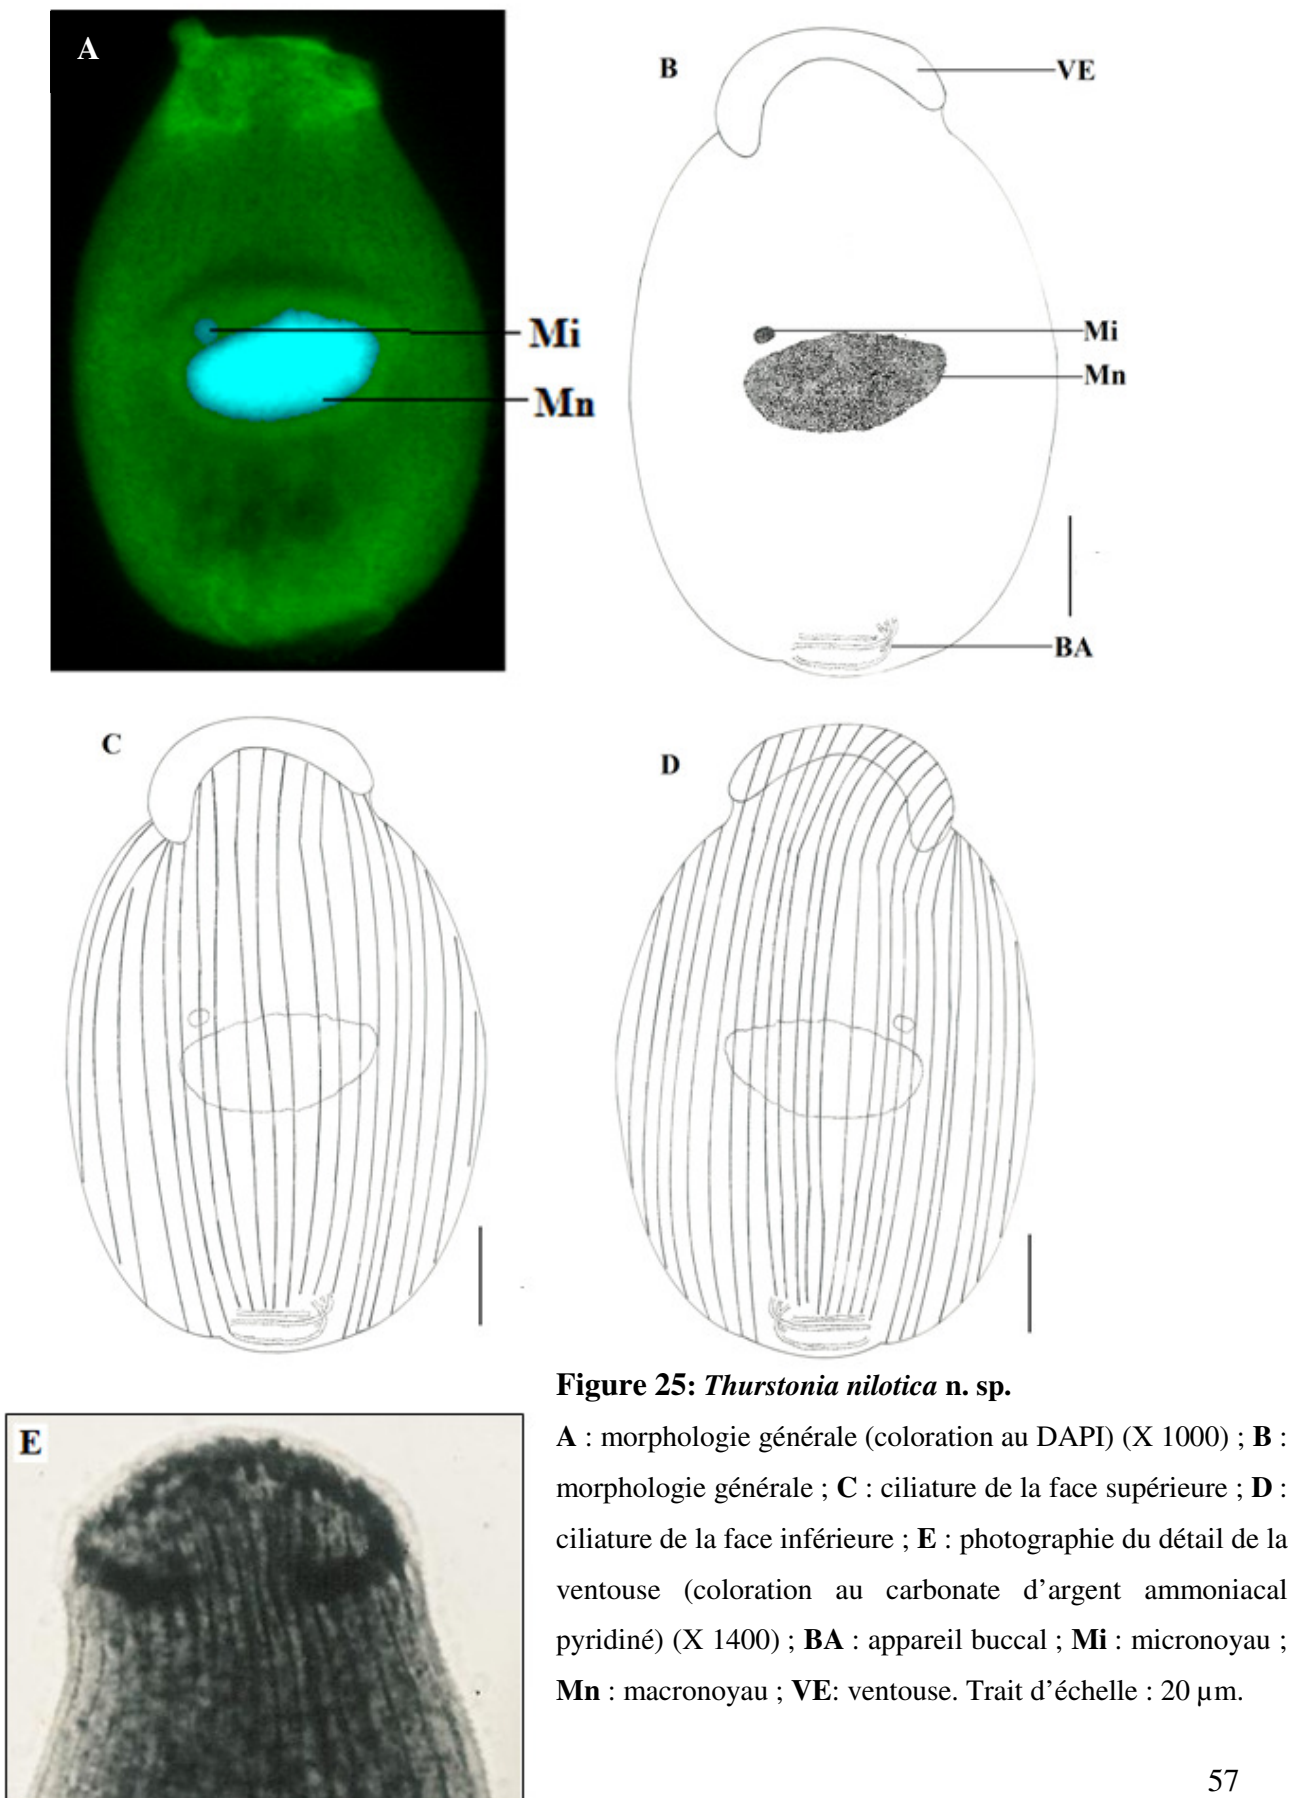 A
B
VE
Mi
Mn
Mi
Mn
BA
C
D
E
Figure 25: Thurstonia nilotica n. sp.
A : morphologie générale (coloration au DAPI) (X 1000) ; B :
morphologie générale ; C : ciliature de la face supérieure ; D :
ciliature de la face inférieure ; E : photographie du détail de la
ventouse (coloration au carbonate d'argent ammoniacal
pyridiné) (X 1400) ; BA : appareil buccal ; Mi : micronoyau ;
Mn : macronoyau ; VE: ventouse. Trait d'échelle : 20 µm.
57